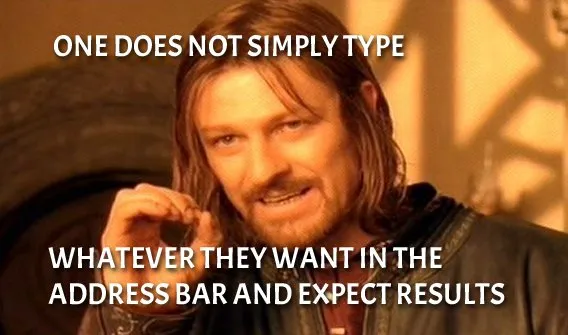 ONE DOES NOT SIMPLY TYPE
WHATEVER THEY WANT IN THE
ADDRESS BAR AND EXPECT RESULTS